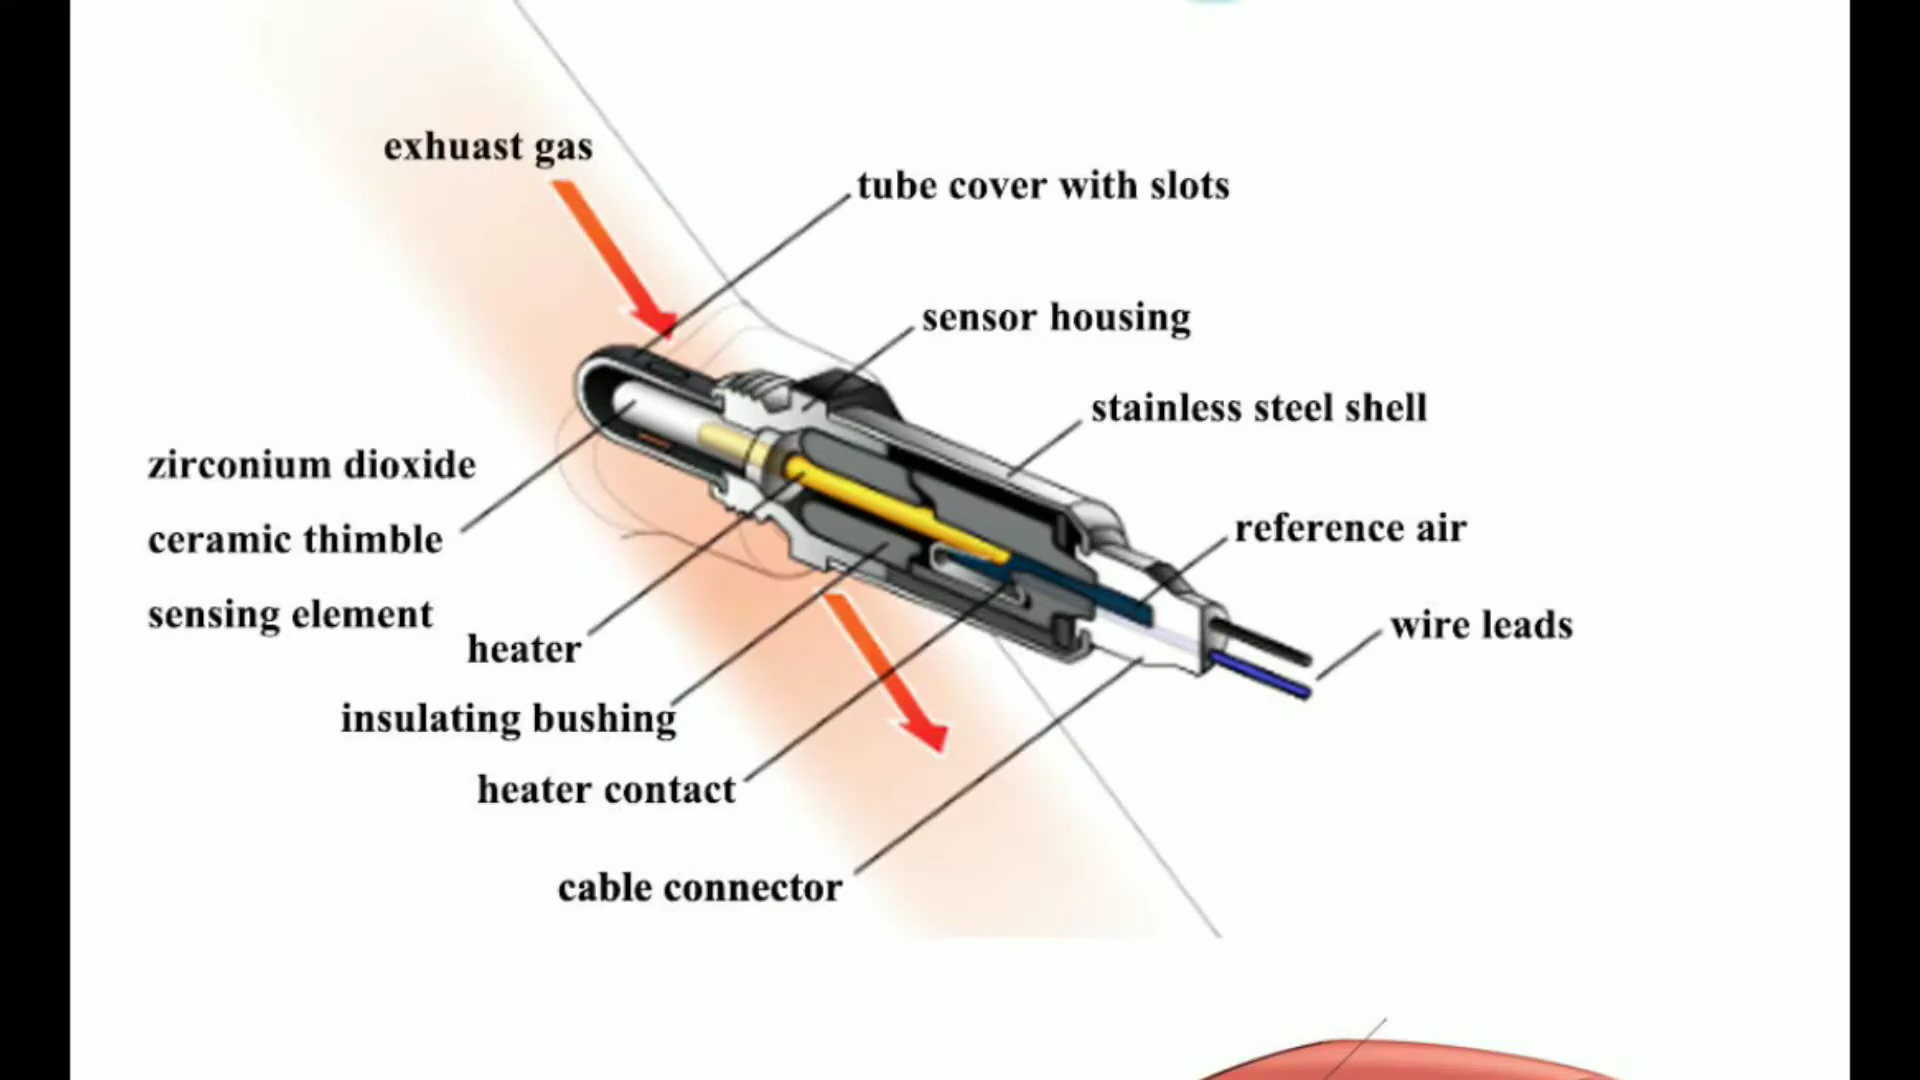 exhuast gas
tube cover with slots
sensor housing
stainless steel shell
zirconium dioxide
ceramic thimble
sensing element
reference air
wire leads
heater
insulating bushing
heater contact
cable connector